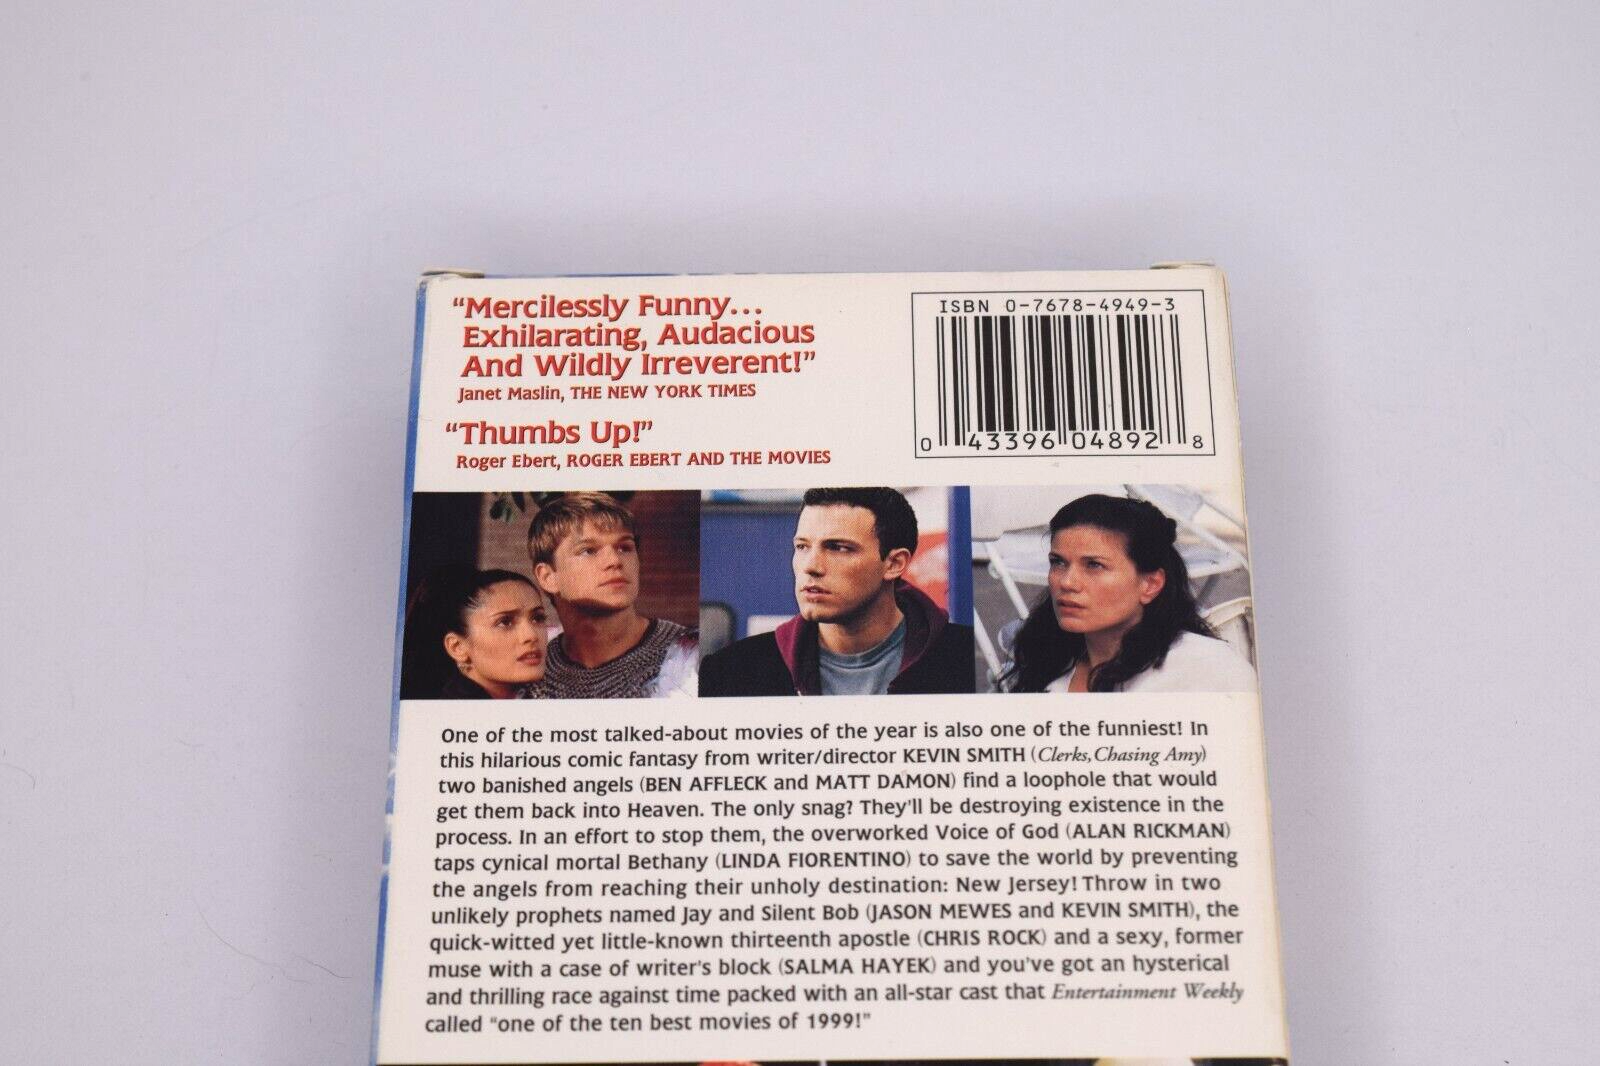 "Mercilessly Funny...
Exhilarating, Audacious
And Wildly Irreverent!"
Janet Maslin, THE NEW YORK TIMES
"Thumbs Up!"
Roger Ebert, ROGER EBERT AND THE MOVIES
ISBN 0-7678-4949-3
0 43396 04892 8
One of the most talked-about movies of the year is also one of the funniest! In
this hilarious comic fantasy from writer/director KEVIN SMITH (Clerks, Chasing Amy)
two banished angels (BEN AFFLECK and MATT DAMON) find a loophole that would
get them back into Heaven. The only snag? They'll be destroying existence in the
process. In an effort to stop them, the overworked Voice of God (ALAN RICKMAN)
taps cynical mortal Bethany (LINDA FIORENTINO) to save the world by preventing
the angels from reaching their unholy destination: New Jersey! Throw in two
unlikely prophets named Jay and Silent Bob (JASON MEWES and KEVIN SMITH), the
quick-witted yet little-known thirteenth apostle (CHRIS ROCK) and a sexy, former
muse with a case of writer's block (SALMA HAYEK) and you've got an hysterical
and thrilling race against time packed with an all-star cast that Entertainment Weekly
called "one of the ten best movies of 1999!"